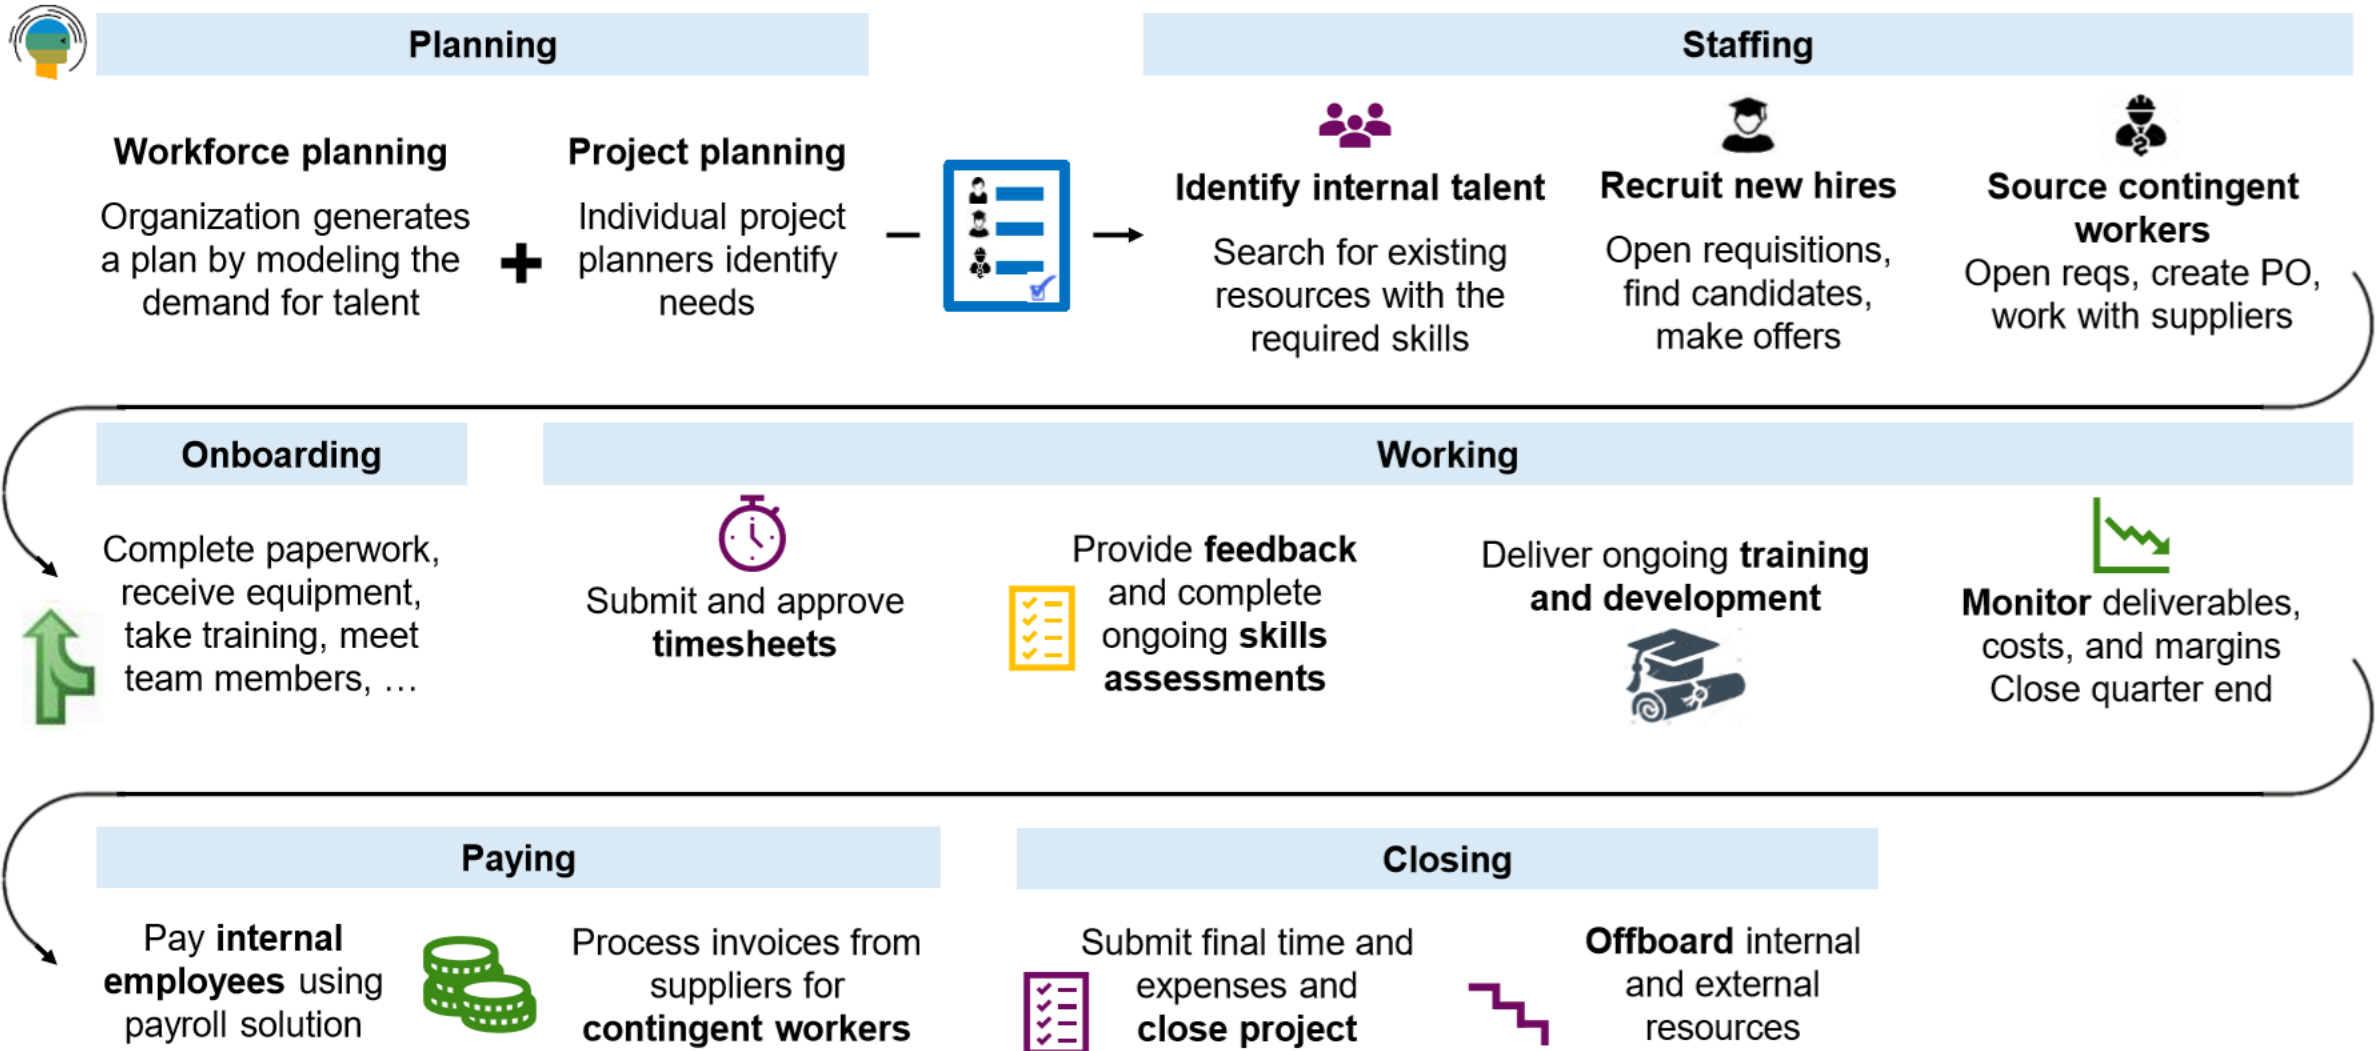 Planning
Staffing
Workforce planning
Organization generates
a plan by modeling the
demand for talent
+
Project planning
Individual project
planners identify
needs
Identify internal talent
Search for existing
resources with the
required skills
Recruit new hires
Open requisitions,
find candidates,
make offers
Source contingent
workers
Open reqs, create PO,
work with suppliers
Onboarding
Working
Complete paperwork,
receive equipment,
take training, meet
team members, …
Submit and approve
timesheets
Provide feedback
and complete
ongoing skills
assessments
Deliver ongoing training
and development
Monitor deliverables,
costs, and margins
Close quarter end
Paying
Closing
Pay internal
employees using
payroll solution
Process invoices from
suppliers for
contingent workers
Submit final time and
expenses and
close project
Offboard internal
and external
resources